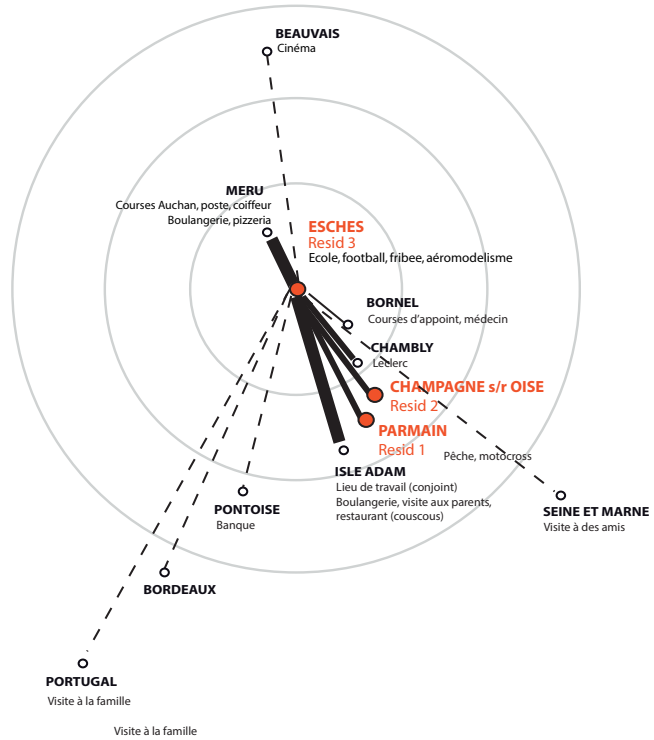 BEAUVAIS
Cinéma
MERU
Courses Auchan, poste, coiffeur
Boulangerie, pizzeria
ESCHES
Resid 3
Ecole, football, fribee, aéromodelisme
BORNEL
Courses d'appoint, médecin
CHAMBLY
Leclerc
CHAMPAGNE s/r OISE
Resid 2
PARMAIN
Resid 1
Pêche, motocross
ISLE ADAM
Lieu de travail (conjoint)
Boulangerie, visite aux parents,
restaurant (couscous)
PONTOISE
Banque
SEINE ET MARNE
Visite à des amis
BORDEAUX
PORTUGAL
Visite à la famille
Visite à la famille